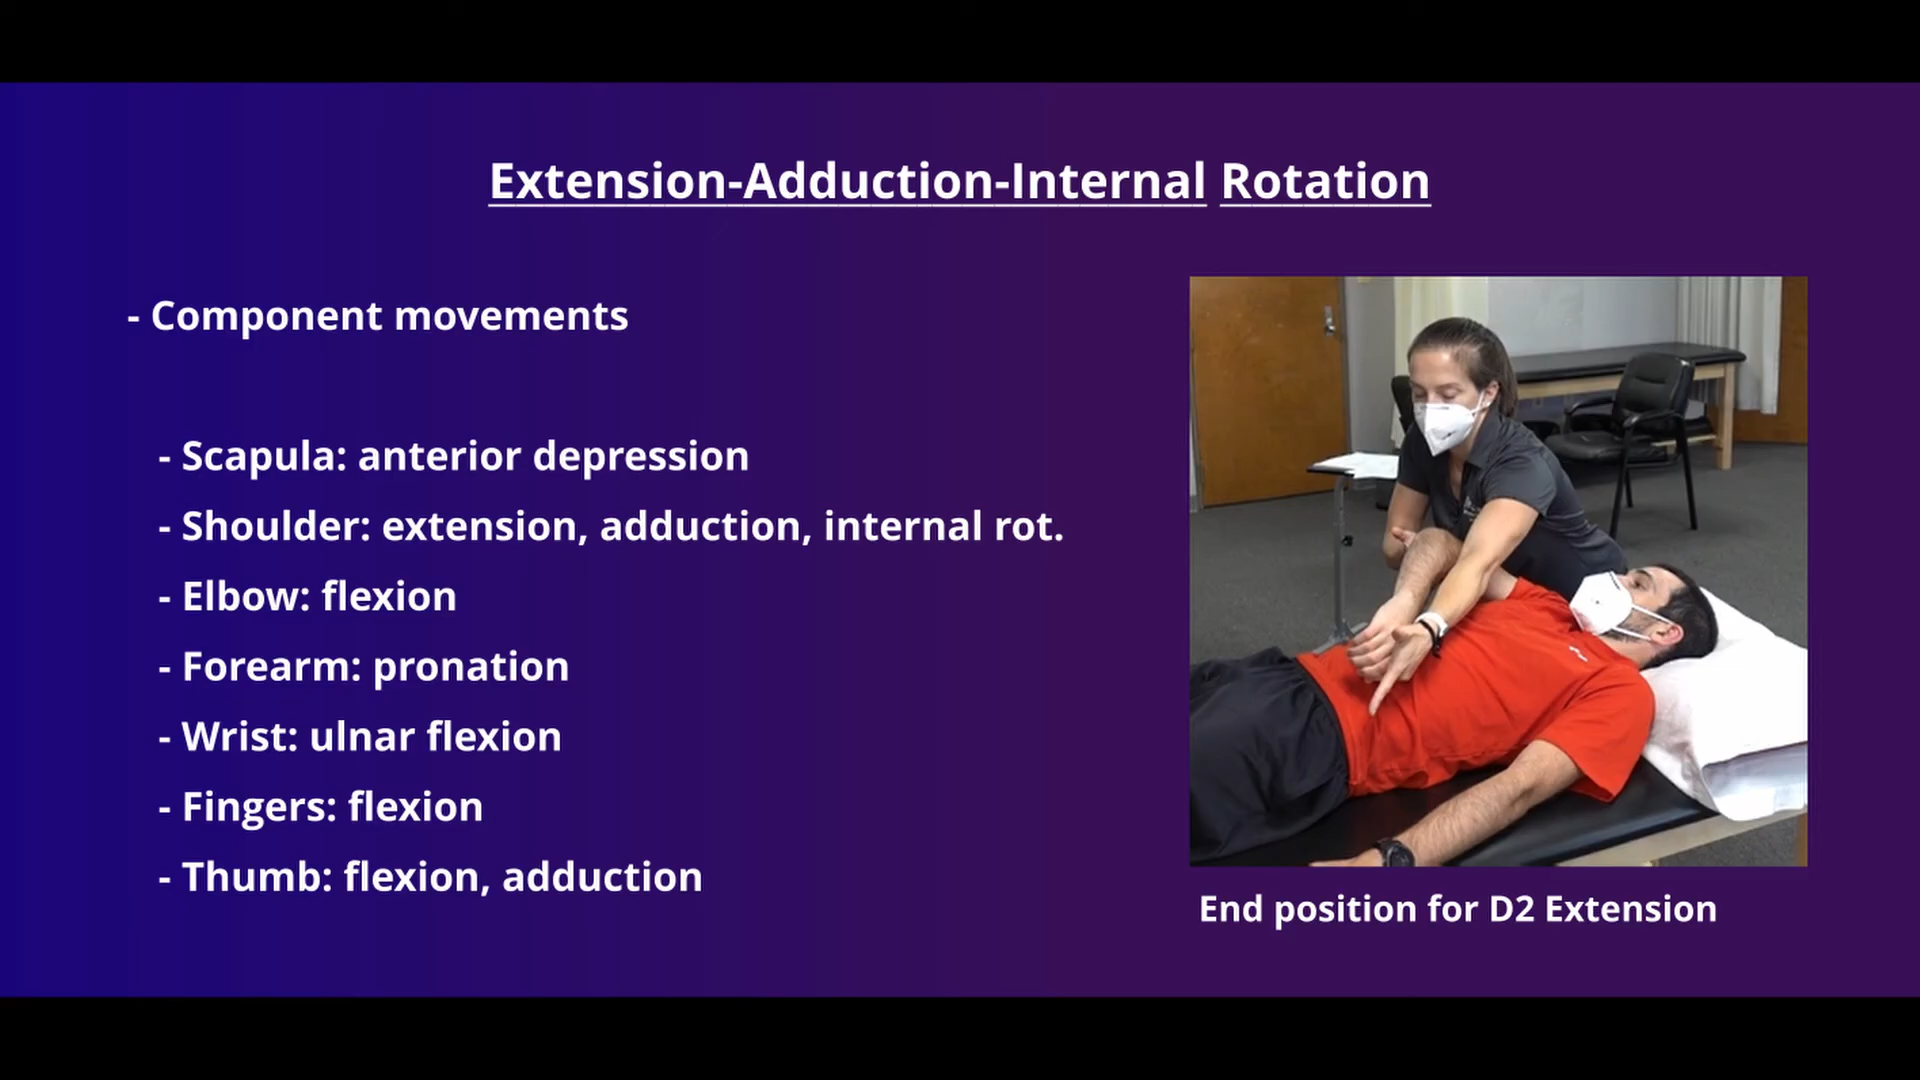 Extension-Adduction-Internal Rotation
- Component movements
- Scapula: anterior depression
- Shoulder: extension, adduction, internal rot.
- Elbow: flexion
- Forearm: pronation
- Wrist: ulnar flexion
- Fingers: flexion
- Thumb: flexion, adduction
End position for D2 Extension